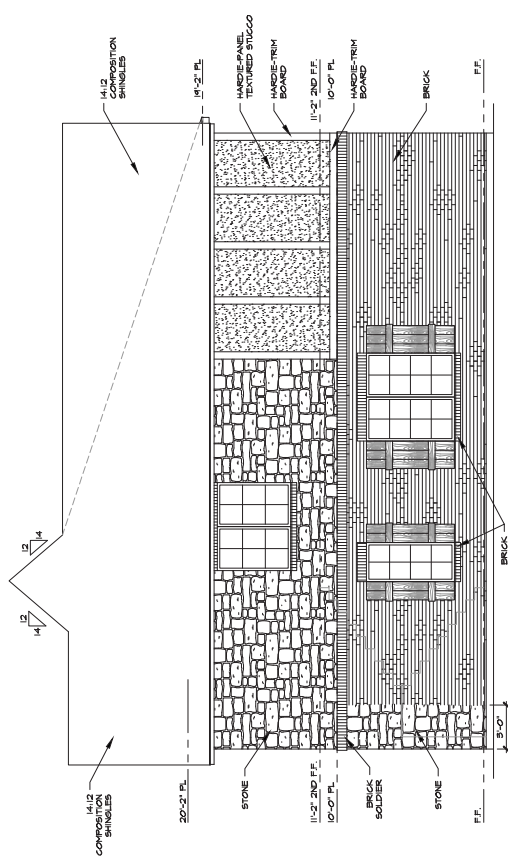 14:12
COMPOSITION
SHINGLES
12
14
12
14
14:12
COMPOSITION
SHINGLES
20'-2" PL
STONE
11'-2" 2ND F.F.
10'-0" PL
BRICK
SOLDIER
STONE
F.F.
3'-0"
BRICK
19'-2" PL
HARDIE-PANEL
TEXTURED STUCCO
HARDIE-TRIM
BOARD
11'-2" 2ND F.F.
10'-0" PL
HARDIE-TRIM
BOARD
BRICK
F.F.